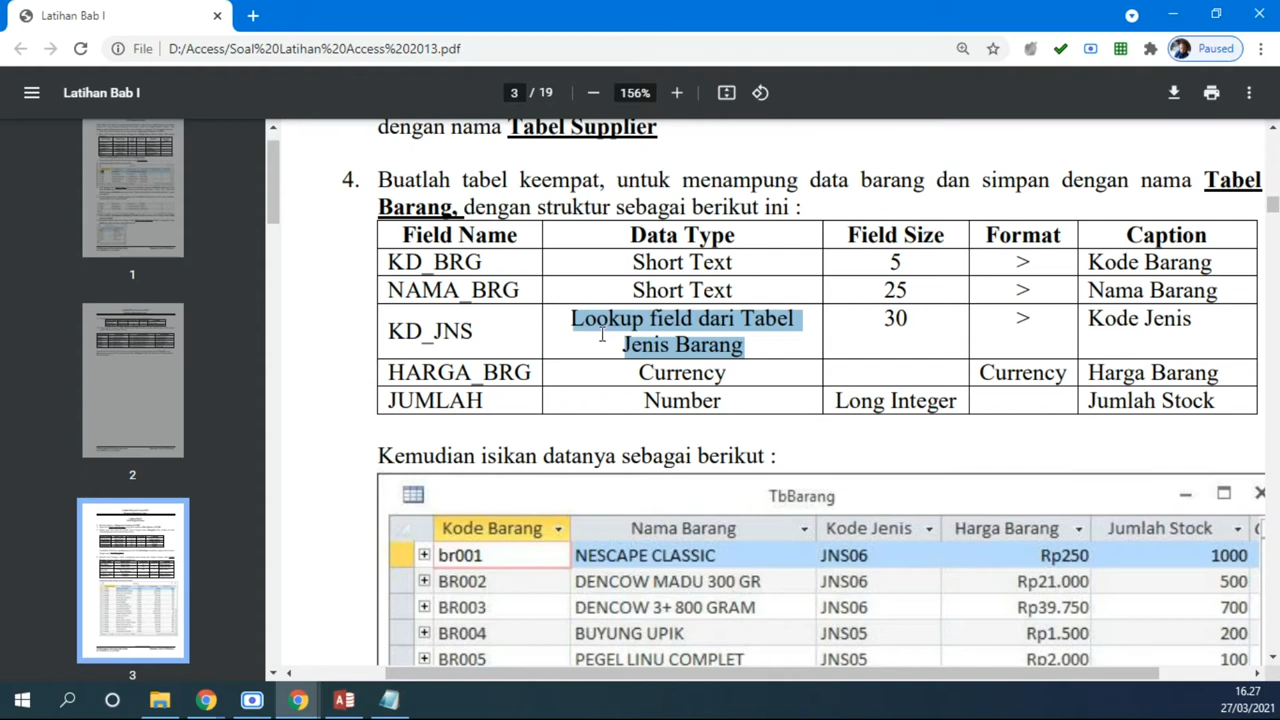 Latihan Bab I
File
D:/Access/Soal%20Latihan%20Access%202013.pdf
Paused
Latihan Bab I
3 / 19
156%
1
2
3
dengan nama Tabel Supplier
4. Buatlah tabel keempat, untuk menampung data barang dan simpan dengan nama Tabel
Barang, dengan struktur sebagai berikut ini :
Field Name Data Type Field Size Format Caption
KD_BRG Short Text 5 > Kode Barang
NAMA_BRG Short Text 25 > Nama Barang
KD_JNS Lookup field dari Tabel 30 > Kode Jenis
Jenis Barang
HARGA_BRG Currency Currency Harga Barang
JUMLAH Number Long Integer Jumlah Stock
Kemudian isikan datanya sebagai berikut :
TbBarang
Kode Barang Nama Barang Kode Jenis Harga Barang Jumlah Stock
br001 NESCAPE CLASSIC JNS06 Rp250 1000
BR002 DENCOW MADU 300 GR JNS06 Rp21.000 500
BR003 DENCOW 3+ 800 GRAM JNS06 Rp39.750 700
BR004 BUYUNG UPIK JNS05 Rp1.500 200
BR005 PEGEL LINU COMPLET JNS05 Rp2.000 100
16.27
27/03/2021